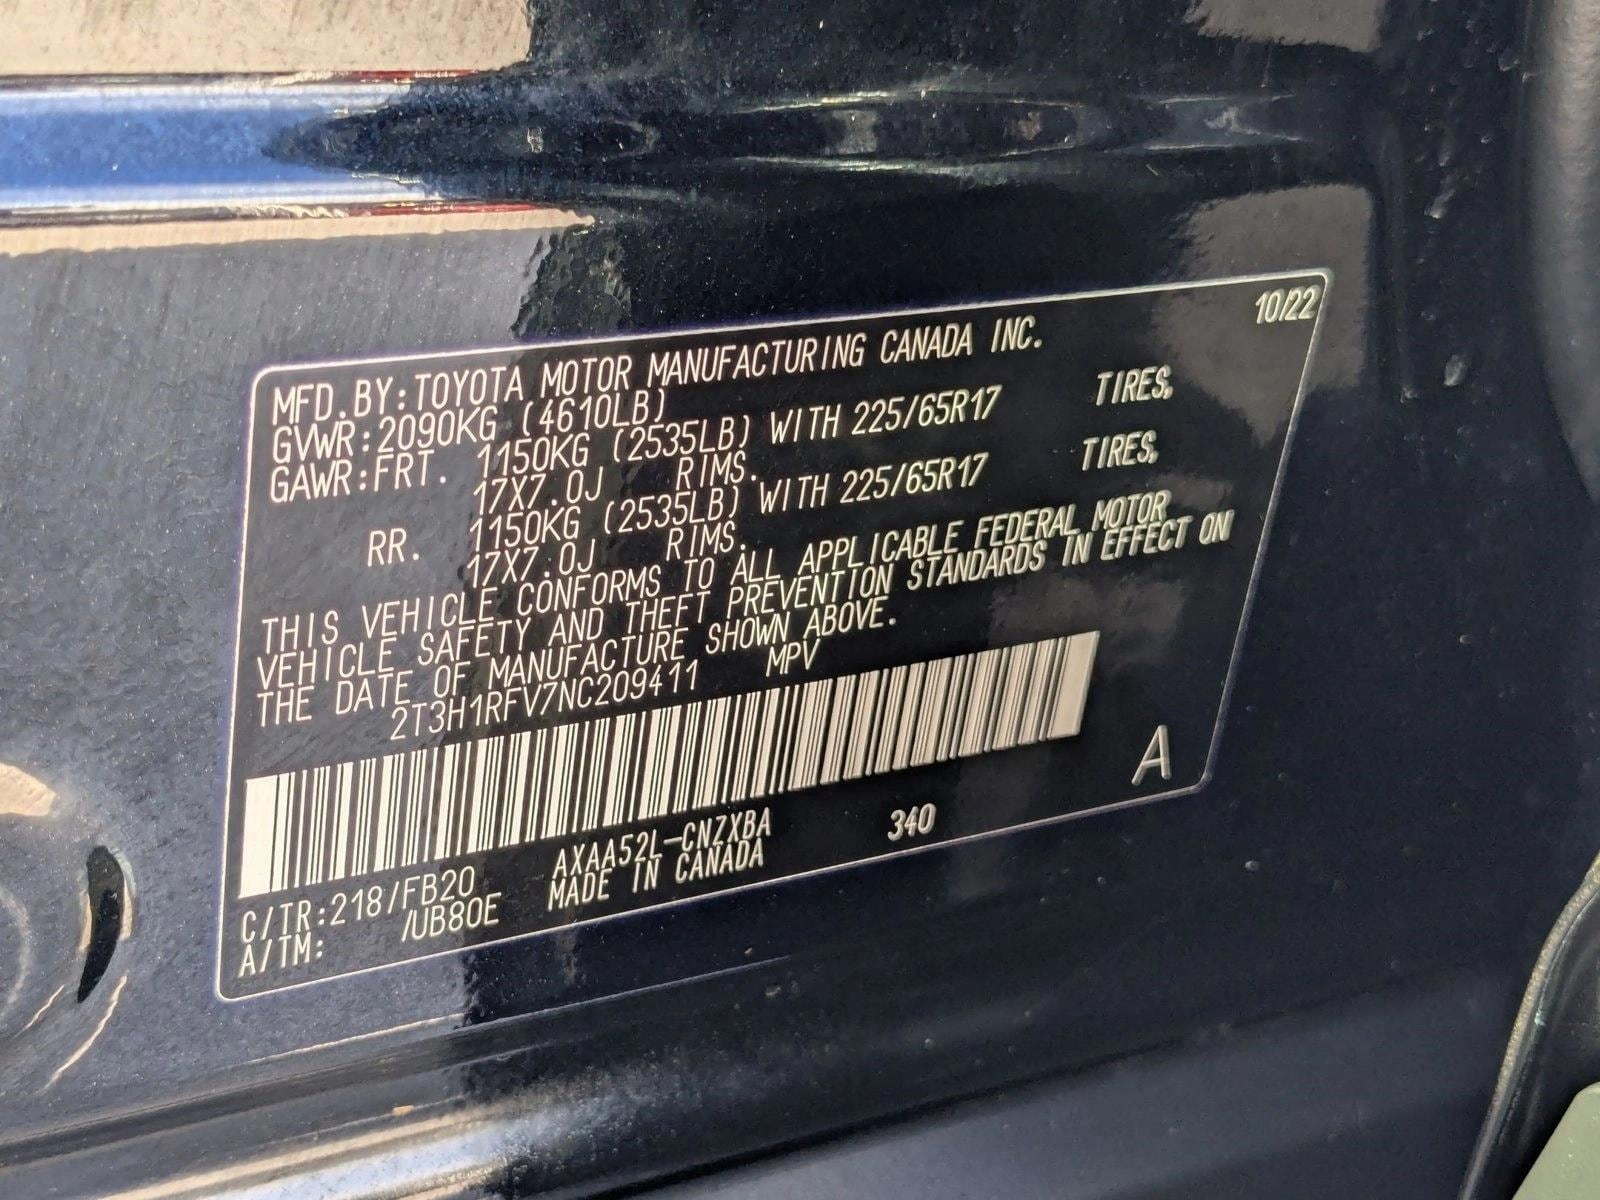 10/22
MFD.BY:TOYOTA MOTOR MANUFACTURING CANADA INC.
GVWR:2090KG (4610LB)
GAWR:FRT. 1150KG (2535LB) WITH 225/65R17 TIRES,
17X7.0J RIMS.
RR. 1150KG (2535LB) WITH 225/65R17 TIRES,
17X7.0J RIMS.
THIS VEHICLE CONFORMS TO ALL APPLICABLE FEDERAL MOTOR
VEHICLE SAFETY AND THEFT PREVENTION STANDARDS IN EFFECT ON
THE DATE OF MANUFACTURE SHOWN ABOVE.
2T3H1RFV7NC209411 MPV
A
C/TR:218/FB20 AXAA52L-CNZXBA 340
A/TM: /UB80E MADE IN CANADA